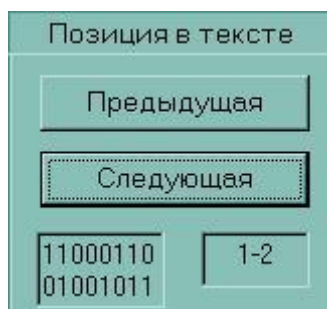 Позиция в тексте
Предыдущая
Следующая
11000110 1-2
01001011